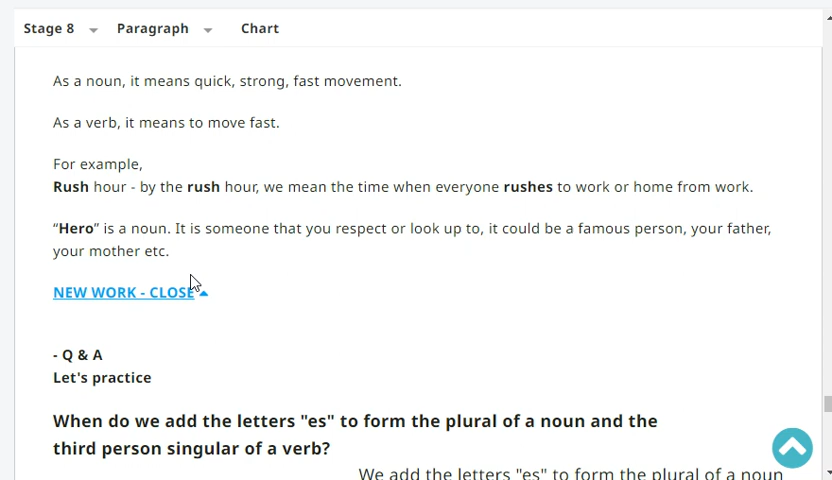 Stage 8 Paragraph Chart
As a noun, it means quick, strong, fast movement.
As a verb, it means to move fast.
For example,
Rush hour - by the rush hour, we mean the time when everyone rushes to work or home from work.
“Hero” is a noun. It is someone that you respect or look up to, it could be a famous person, your father,
your mother etc.
NEW WORK - CLOSE
- Q & A
Let's practice
When do we add the letters "es" to form the plural of a noun and the
third person singular of a verb?
We add the letters "es" to form the plural of a noun